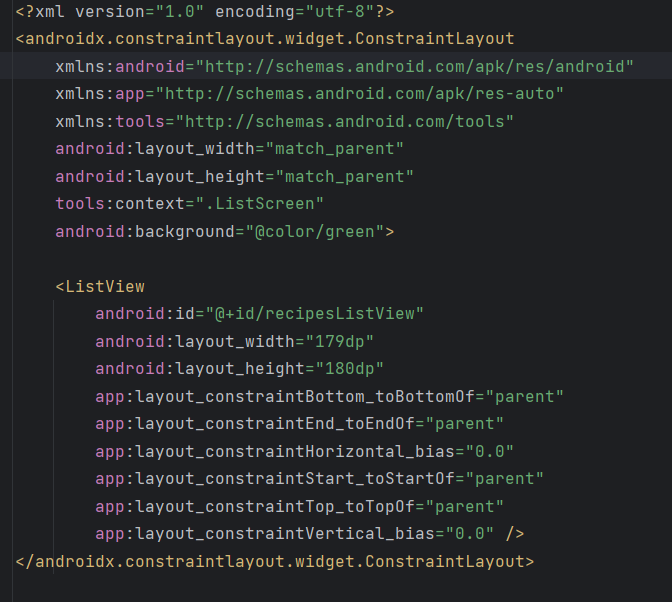 <?xml version="1.0" encoding="utf-8"?>
<androidx.constraintlayout.widget.ConstraintLayout
    xmlns:android="http://schemas.android.com/apk/res/android"
    xmlns:app="http://schemas.android.com/apk/res-auto"
    xmlns:tools="http://schemas.android.com/tools"
    android:layout_width="match_parent"
    android:layout_height="match_parent"
    tools:context=".ListScreen"
    android:background="@color/green">

    <ListView
        android:id="@+id/recipesListView"
        android:layout_width="179dp"
        android:layout_height="180dp"
        app:layout_constraintBottom_toBottomOf="parent"
        app:layout_constraintEnd_toEndOf="parent"
        app:layout_constraintHorizontal_bias="0.0"
        app:layout_constraintStart_toStartOf="parent"
        app:layout_constraintTop_toTopOf="parent"
        app:layout_constraintVertical_bias="0.0" />
</androidx.constraintlayout.widget.ConstraintLayout>